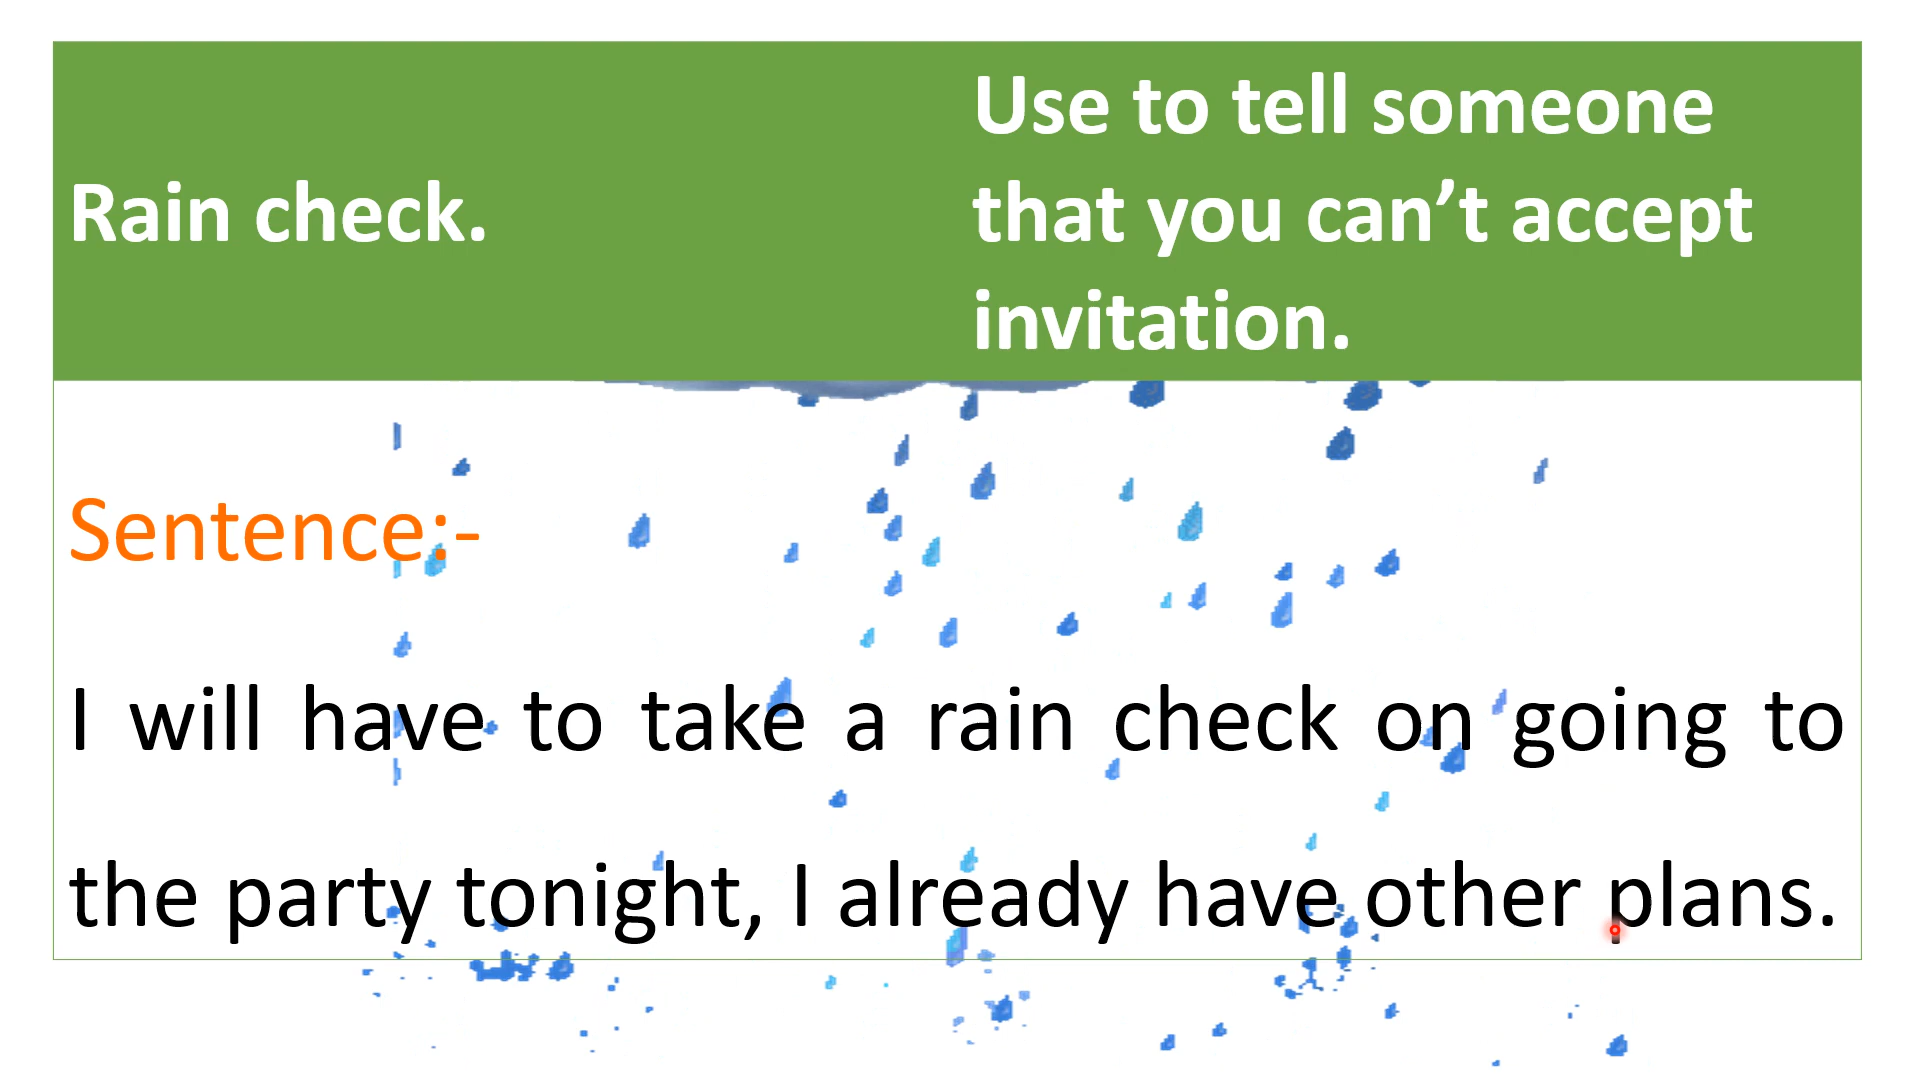 Rain check.
Use to tell someone
that you can’t accept
invitation.
Sentence:-
I will have to take a rain check on going to
the party tonight, I already have other plans.